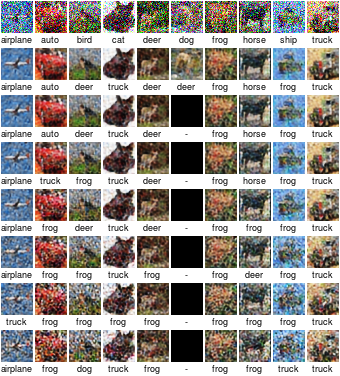 airplane auto bird cat deer dog frog horse ship truck
airplane auto deer truck deer deer frog horse frog truck
airplane auto deer truck deer - frog horse frog truck
airplane truck frog truck deer - frog horse frog truck
airplane frog deer truck deer - frog frog frog truck
airplane frog frog truck frog - frog deer frog truck
truck frog frog frog frog - frog frog frog truck
airplane frog dog truck frog - frog frog truck truck